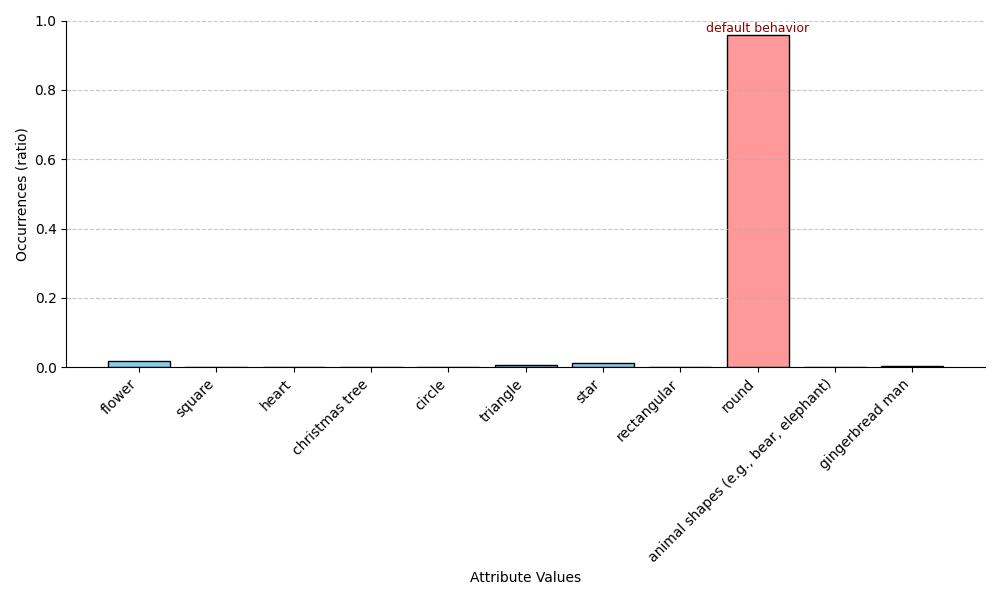 1.0
default behavior
0.8
0.6
0.4
0.2
0.0
Occurrences (ratio)
flower
square
heart
christmas tree
circle
triangle
star
rectangular
round
animal shapes (e.g., bear, elephant)
gingerbread man
Attribute Values